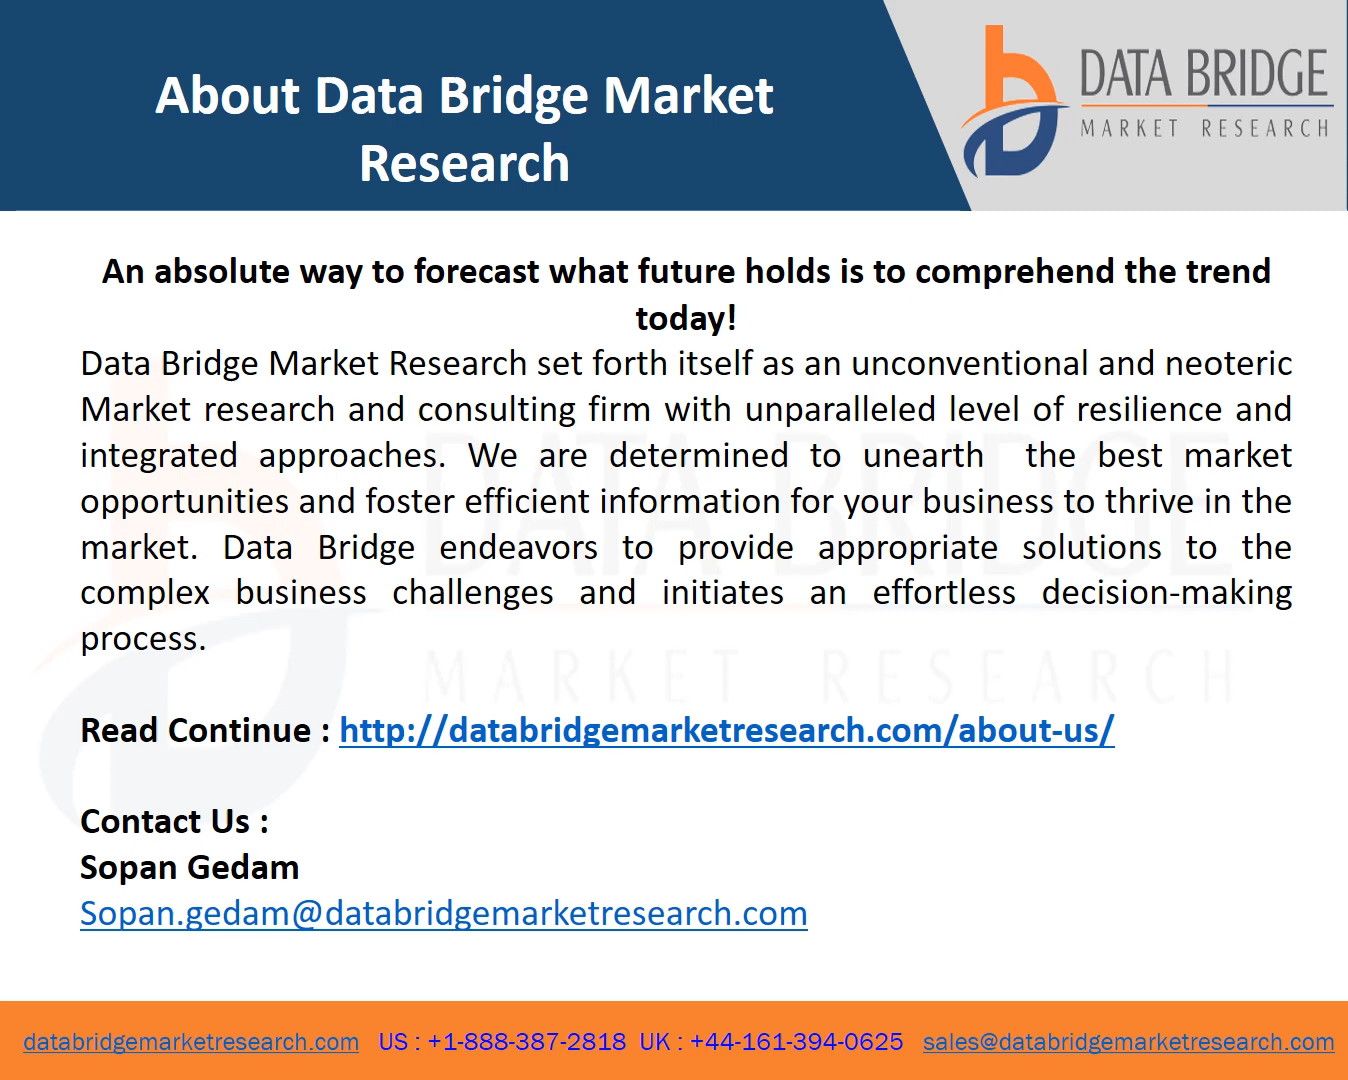 About Data Bridge Market
Research
DATA BRIDGE
MARKET RESEARCH
An absolute way to forecast what future holds is to comprehend the trend
today!
Data Bridge Market Research set forth itself as an unconventional and neoteric
Market research and consulting firm with unparalleled level of resilience and
integrated approaches. We are determined to unearth the best market
opportunities and foster efficient information for your business to thrive in the
market. Data Bridge endeavors to provide appropriate solutions to the
complex business challenges and initiates an effortless decision-making
process.
DATA BRIDGE
MARKET RESEARCH
Read Continue : http://databridgemarketresearch.com/about-us/
Contact Us :
Sopan Gedam
Sopan.gedam@databridgemarketresearch.com
databridgemarketresearch.com US : +1-888-387-2818 UK : +44-161-394-0625 sales@databridgemarketresearch.com